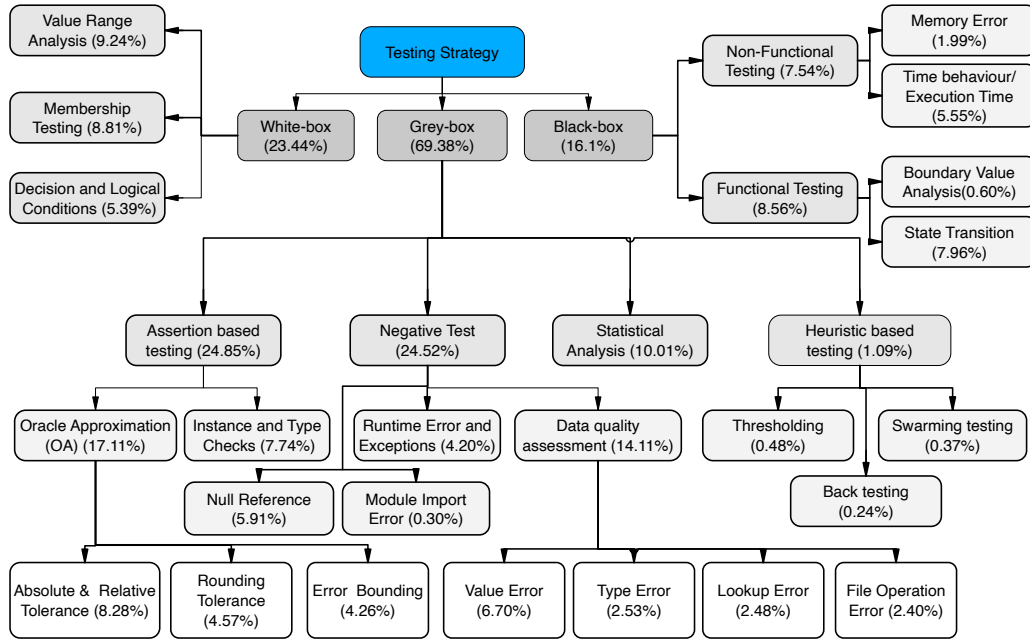 Testing Strategy
White-box
(23.44%)
Grey-box
(69.38%)
Black-box
(16.1%)
Value Range
Analysis (9.24%)
Membership
Testing (8.81%)
Decision and Logical
Conditions (5.39%)
Non-Functional
Testing (7.54%)
Memory Error
(1.99%)
Time behaviour/
Execution Time
(5.55%)
Functional Testing
(8.56%)
Boundary Value
Analysis(0.60%)
State Transition
(7.96%)
Assertion based
testing (24.85%)
Negative Test
(24.52%)
Statistical
Analysis (10.01%)
Heuristic based
testing (1.09%)
Oracle Approximation
(OA) (17.11%)
Instance and Type
Checks (7.74%)
Runtime Error and
Exceptions (4.20%)
Data quality
assessment (14.11%)
Thresholding
(0.48%)
Swarming testing
(0.37%)
Null Reference
(5.91%)
Module Import
Error (0.30%)
Back testing
(0.24%)
Absolute & Relative
Tolerance (8.28%)
Rounding
Tolerance
(4.57%)
Error Bounding
(4.26%)
Value Error
(6.70%)
Type Error
(2.53%)
Lookup Error
(2.48%)
File Operation
Error (2.40%)